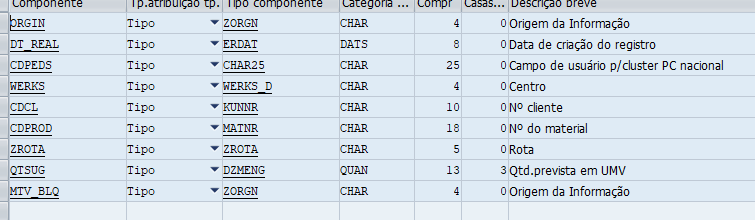 Componente Tp.atribuição tp. Tipo componente Categoria ... Compr Casas... Descrição breve
ORGIN Tipo ZORGN CHAR 4 0 Origem da Informação
DT_REAL Tipo ERDAT DATS 8 0 Data de criação do registro
CDPEDS Tipo CHAR25 CHAR 25 0 Campo de usuário p/cluster PC nacional
WERKS Tipo WERKS_D CHAR 4 0 Centro
CDCL Tipo KUNNR CHAR 10 0 Nº cliente
CDPROD Tipo MATNR CHAR 18 0 Nº do material
ZROTA Tipo ZROTA CHAR 5 0 Rota
QTSUG Tipo DZMENG QUAN 13 3 Qtd.prevista em UMV
MTV_BLQ Tipo ZORGN CHAR 4 0 Origem da Informação